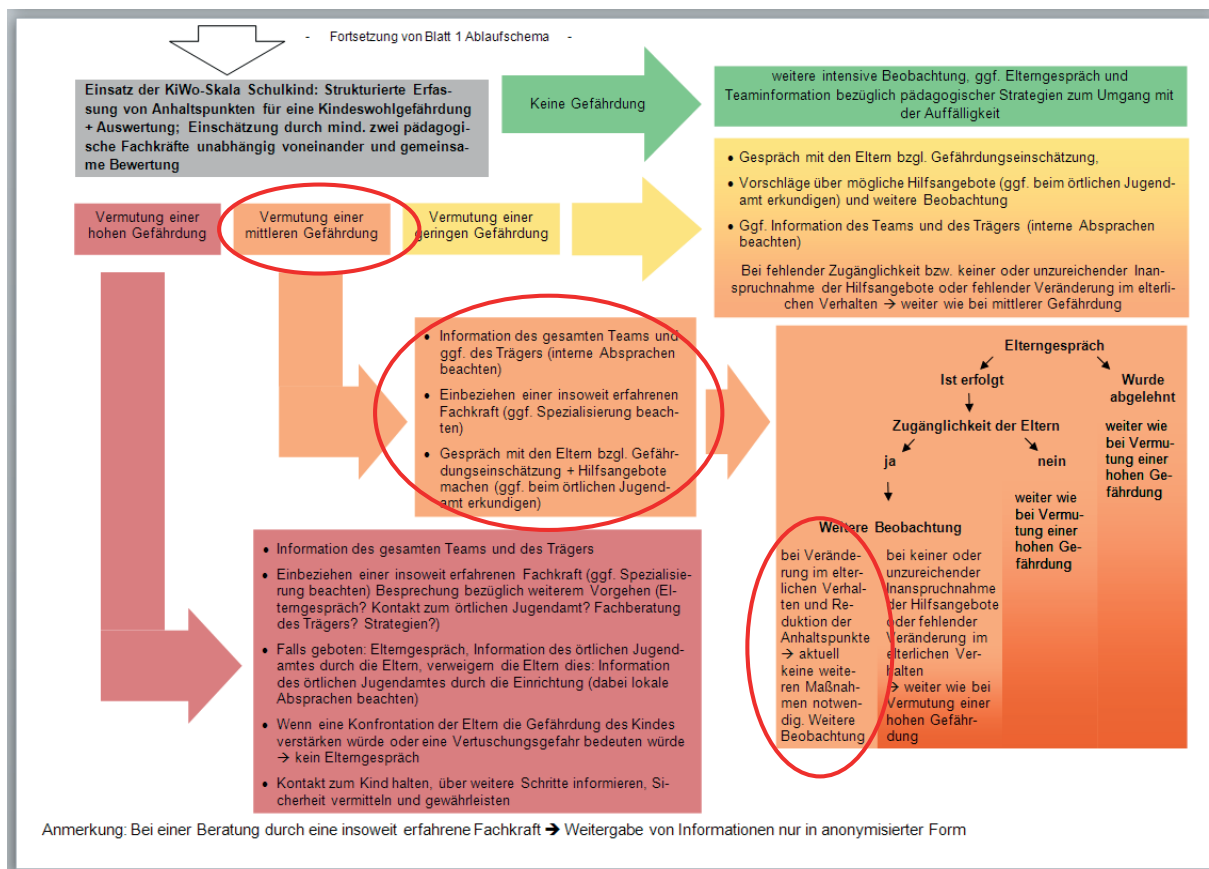 - Fortsetzung von Blatt 1 Ablaufschema -
Einsatz der KiWo-Skala Schulkind: Strukturierte Erfas-
sung von Anhaltspunkten für eine Kindeswohlgefährdung
+ Auswertung; Einschätzung durch mind. zwei pädagogi-
sche Fachkräfte unabhängig voneinander und gemeinsa-
me Bewertung
Keine Gefährdung
weitere intensive Beobachtung, ggf. Elterngespräch und
Teaminformation bezüglich pädagogischer Strategien zum Umgang mit
der Auffälligkeit
Vermutung einer
hohen Gefährdung
Vermutung einer
mittleren Gefährdung
Vermutung einer
geringen Gefährdung
• Gespräch mit den Eltern bzgl. Gefährdungseinschätzung,
• Vorschläge über mögliche Hilfsangebote (ggf. beim örtlichen Jugend-
amt erkundigen) und weitere Beobachtung
• Ggf. Information des Teams und des Trägers (interne Absprachen
beachten)
Bei fehlender Zugänglichkeit bzw. keiner oder unzureichender Inan-
spruchnahme der Hilfsangebote oder fehlender Veränderung im elterli-
chen Verhalten → weiter wie bei mittlerer Gefährdung
• Information des gesamten Teams und
ggf. des Trägers (interne Absprachen
beachten)
• Einbeziehen einer insoweit erfahrenen
Fachkraft (ggf. Spezialisierung beach-
ten)
• Gespräch mit den Eltern bzgl. Gefähr-
dungseinschätzung + Hilfsangebote
machen (ggf. beim örtlichen Jugend-
amt erkundigen)
Elterngespräch
Ist erfolgt
Wurde
abgelehnt
Zugänglichkeit der Eltern
weiter wie
bei Vermu-
tung einer
hohen Ge-
fährdung
ja
nein
weiter wie
bei Vermu-
tung einer
hohen Ge-
fährdung
Weitere Beobachtung
bei Verände-
rung im elter-
lichen Verhal-
ten und Re-
duktion der
Anhaltspunkte
→ aktuell
keine weite-
ren Maßnah-
men notwen-
dig. Weitere
Beobachtung
bei keiner oder
unzureichender
Inanspruchnahme
der Hilfsangebote
oder fehlender
Veränderung im
elterlichen Ver-
halten
→ weiter wie bei
Vermutung einer
hohen Gefähr-
dung
• Information des gesamten Teams und des Trägers
• Einbeziehen einer insoweit erfahrenen Fachkraft (ggf. Spezialisie-
rung beachten) Besprechung bezüglich weiterem Vorgehen (El-
terngespräch? Kontakt zum örtlichen Jugendamt? Fachberatung
des Trägers? Strategien?)
• Falls geboten: Elterngespräch, Information des örtlichen Jugend-
amtes durch die Eltern, verweigern die Eltern dies: Information
des örtlichen Jugendamtes durch die Einrichtung (dabei lokale
Absprachen beachten)
• Wenn eine Konfrontation der Eltern die Gefährdung des Kindes
verstärken würde oder eine Vertuschungsgefahr bedeuten würde
→ kein Elterngespräch
• Kontakt zum Kind halten, über weitere Schritte informieren, Si-
cherheit vermitteln und gewährleisten
Anmerkung: Bei einer Beratung durch eine insoweit erfahrene Fachkraft ➔ Weitergabe von Informationen nur in anonymisierter Form